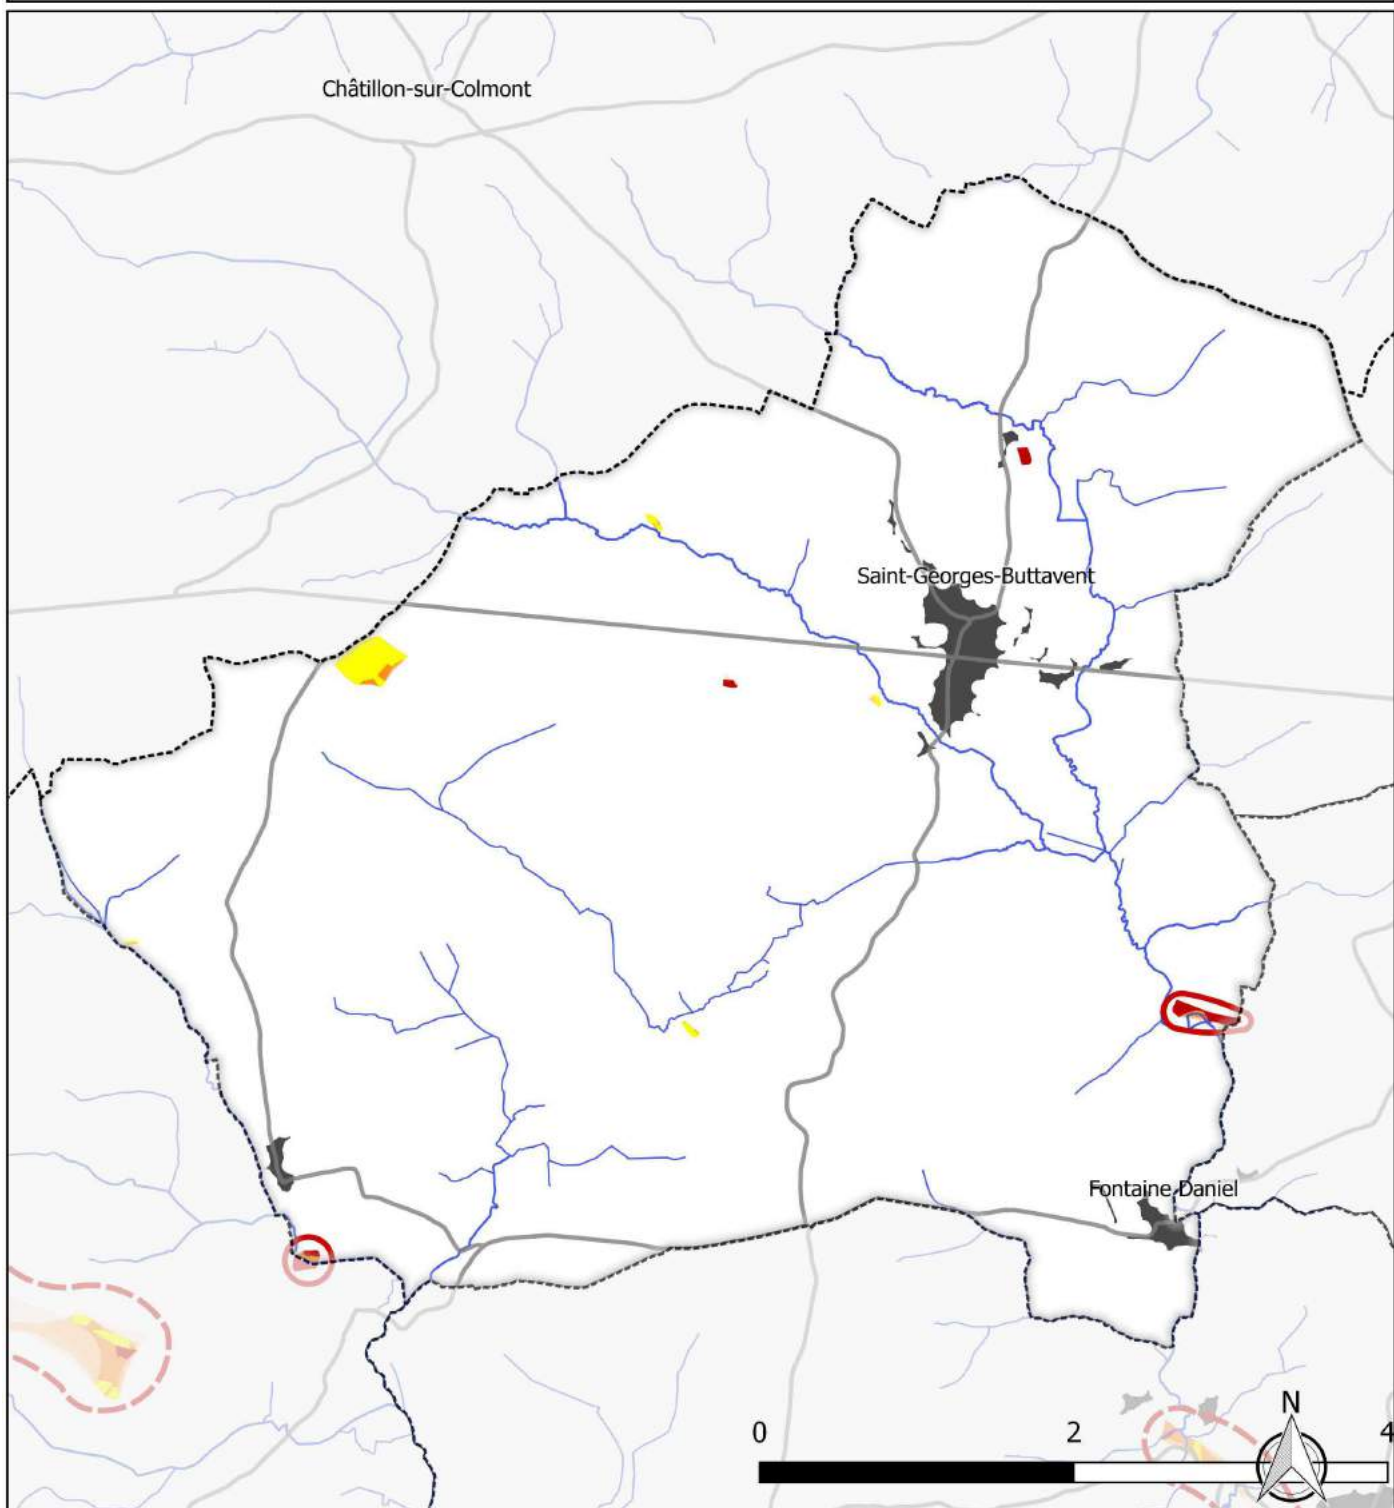 Châtillon-sur-Colmont
Saint-Georges-Buttavent
Fontaine Daniel
N
0 2 4